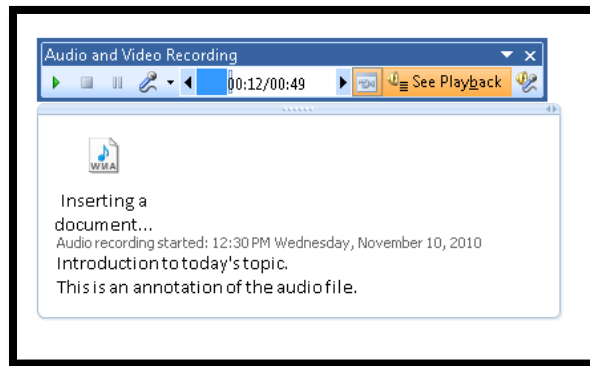 Audio and Video Recording
00:12/00:49 See Playback
WMA
Inserting a
document...
Audio recording started: 12:30 PM Wednesday, November 10, 2010
Introduction to today's topic.
This is an annotation of the audio file.